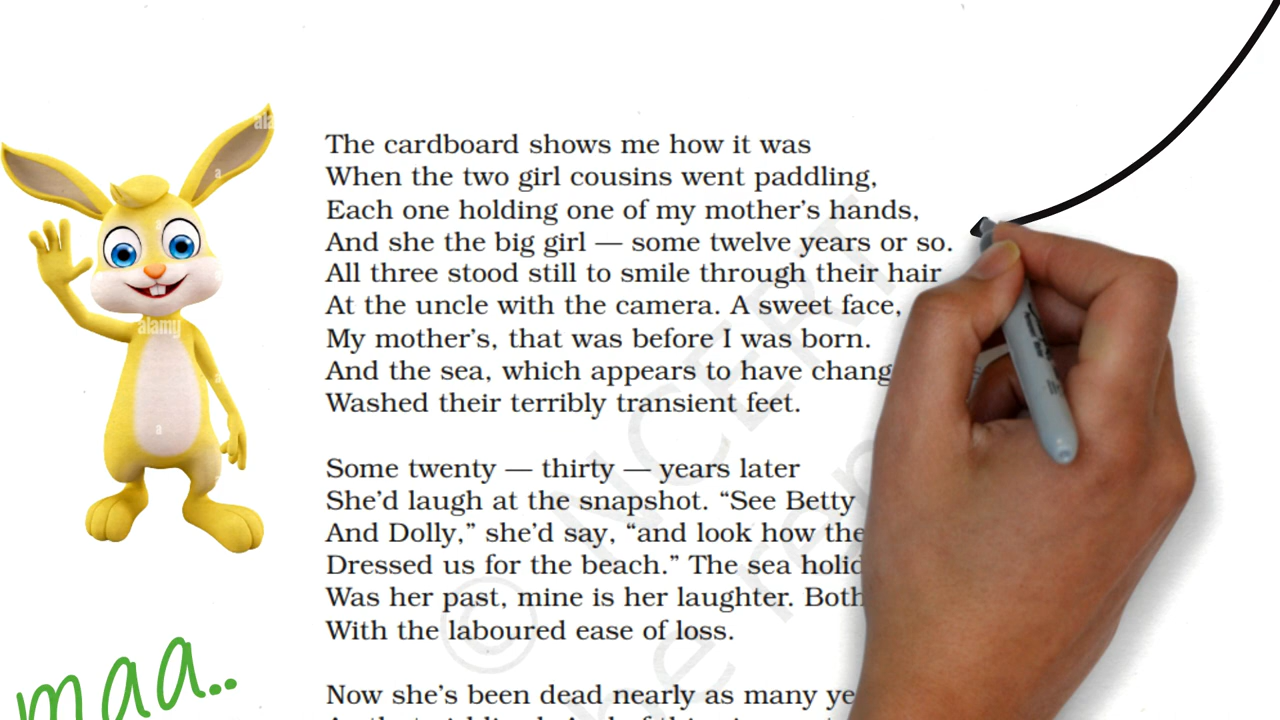 The cardboard shows me how it was
When the two girl cousins went paddling,
Each one holding one of my mother's hands,
And she the big girl — some twelve years or so.
All three stood still to smile through their hair
At the uncle with the camera. A sweet face,
My mother's, that was before I was born.
And the sea, which appears to have chang
Washed their terribly transient feet.
Some twenty — thirty — years later
She'd laugh at the snapshot. “See Betty
And Dolly,” she'd say, “and look how the
Dressed us for the beach.” The sea holid
Was her past, mine is her laughter. Both
With the laboured ease of loss.
Now she's been dead nearly as many ye
maa..
© NCERT
alamy